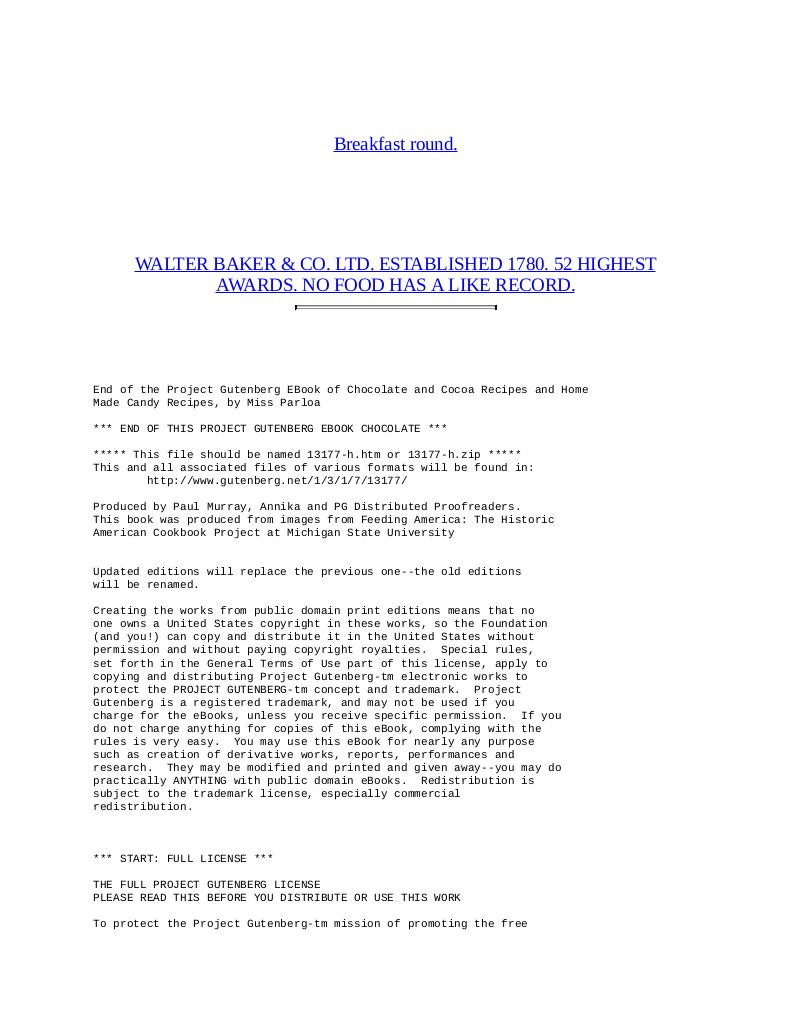 Breakfast round.
WALTER BAKER & CO. LTD. ESTABLISHED 1780. 52 HIGHEST
AWARDS. NO FOOD HAS A LIKE RECORD.
End of the Project Gutenberg EBook of Chocolate and Cocoa Recipes and Home
Made Candy Recipes, by Miss Parloa
*** END OF THIS PROJECT GUTENBERG EBOOK CHOCOLATE ***
***** This file should be named 13177-h.htm or 13177-h.zip *****
This and all associated files of various formats will be found in:
http://www.gutenberg.net/1/3/1/7/13177/
Produced by Paul Murray, Annika and PG Distributed Proofreaders.
This book was produced from images from Feeding America: The Historic
American Cookbook Project at Michigan State University
Updated editions will replace the previous one--the old editions
will be renamed.
Creating the works from public domain print editions means that no
one owns a United States copyright in these works, so the Foundation
(and you!) can copy and distribute it in the United States without
permission and without paying copyright royalties.  Special rules,
set forth in the General Terms of Use part of this license, apply to
copying and distributing Project Gutenberg-tm electronic works to
protect the PROJECT GUTENBERG-tm concept and trademark.  Project
Gutenberg is a registered trademark, and may not be used if you
charge for the eBooks, unless you receive specific permission.  If you
do not charge anything for copies of this eBook, complying with the
rules is very easy.  You may use this eBook for nearly any purpose
such as creation of derivative works, reports, performances and
research.  They may be modified and printed and given away--you may do
practically ANYTHING with public domain eBooks.  Redistribution is
subject to the trademark license, especially commercial
redistribution.
*** START: FULL LICENSE ***
THE FULL PROJECT GUTENBERG LICENSE
PLEASE READ THIS BEFORE YOU DISTRIBUTE OR USE THIS WORK
To protect the Project Gutenberg-tm mission of promoting the free